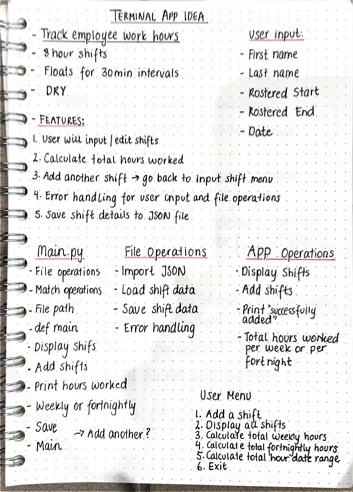 TERMINAL APP IDEA
- Track employee work hours
- 8 hour shifts
- Floats for 30min intervals
- DRY
User input:
- First name
- Last name
- Rostered Start
- Rostered End
- Date
- FEATURES:
1. User will input/edit shifts
2. Calculate total hours worked
3. Add another shift → go back to input shift menu
4. Error handling for user input and file operations
5. Save shift details to JSON file
Main.py
- File operations
- Match operations
- File path
- def main
- Display Shifs
- Add shifts
- Print hours worked
- Weekly or fortnightly
- Save
→ Add another?
- Main
File Operations
- Import JSON
- Load shift data
- Save shift data
- Error handling
APP Operations
- Display Shifts
- Add shifts
- Print "successfully
added"
- Total hours worked
per week or per
fortnight
User Menu
1. Add a shift
2. Display all shifts
3. Calculate total weekly hours
4. Calculate total fortnightly hours
5. Calculate total hour date range
6. Exit